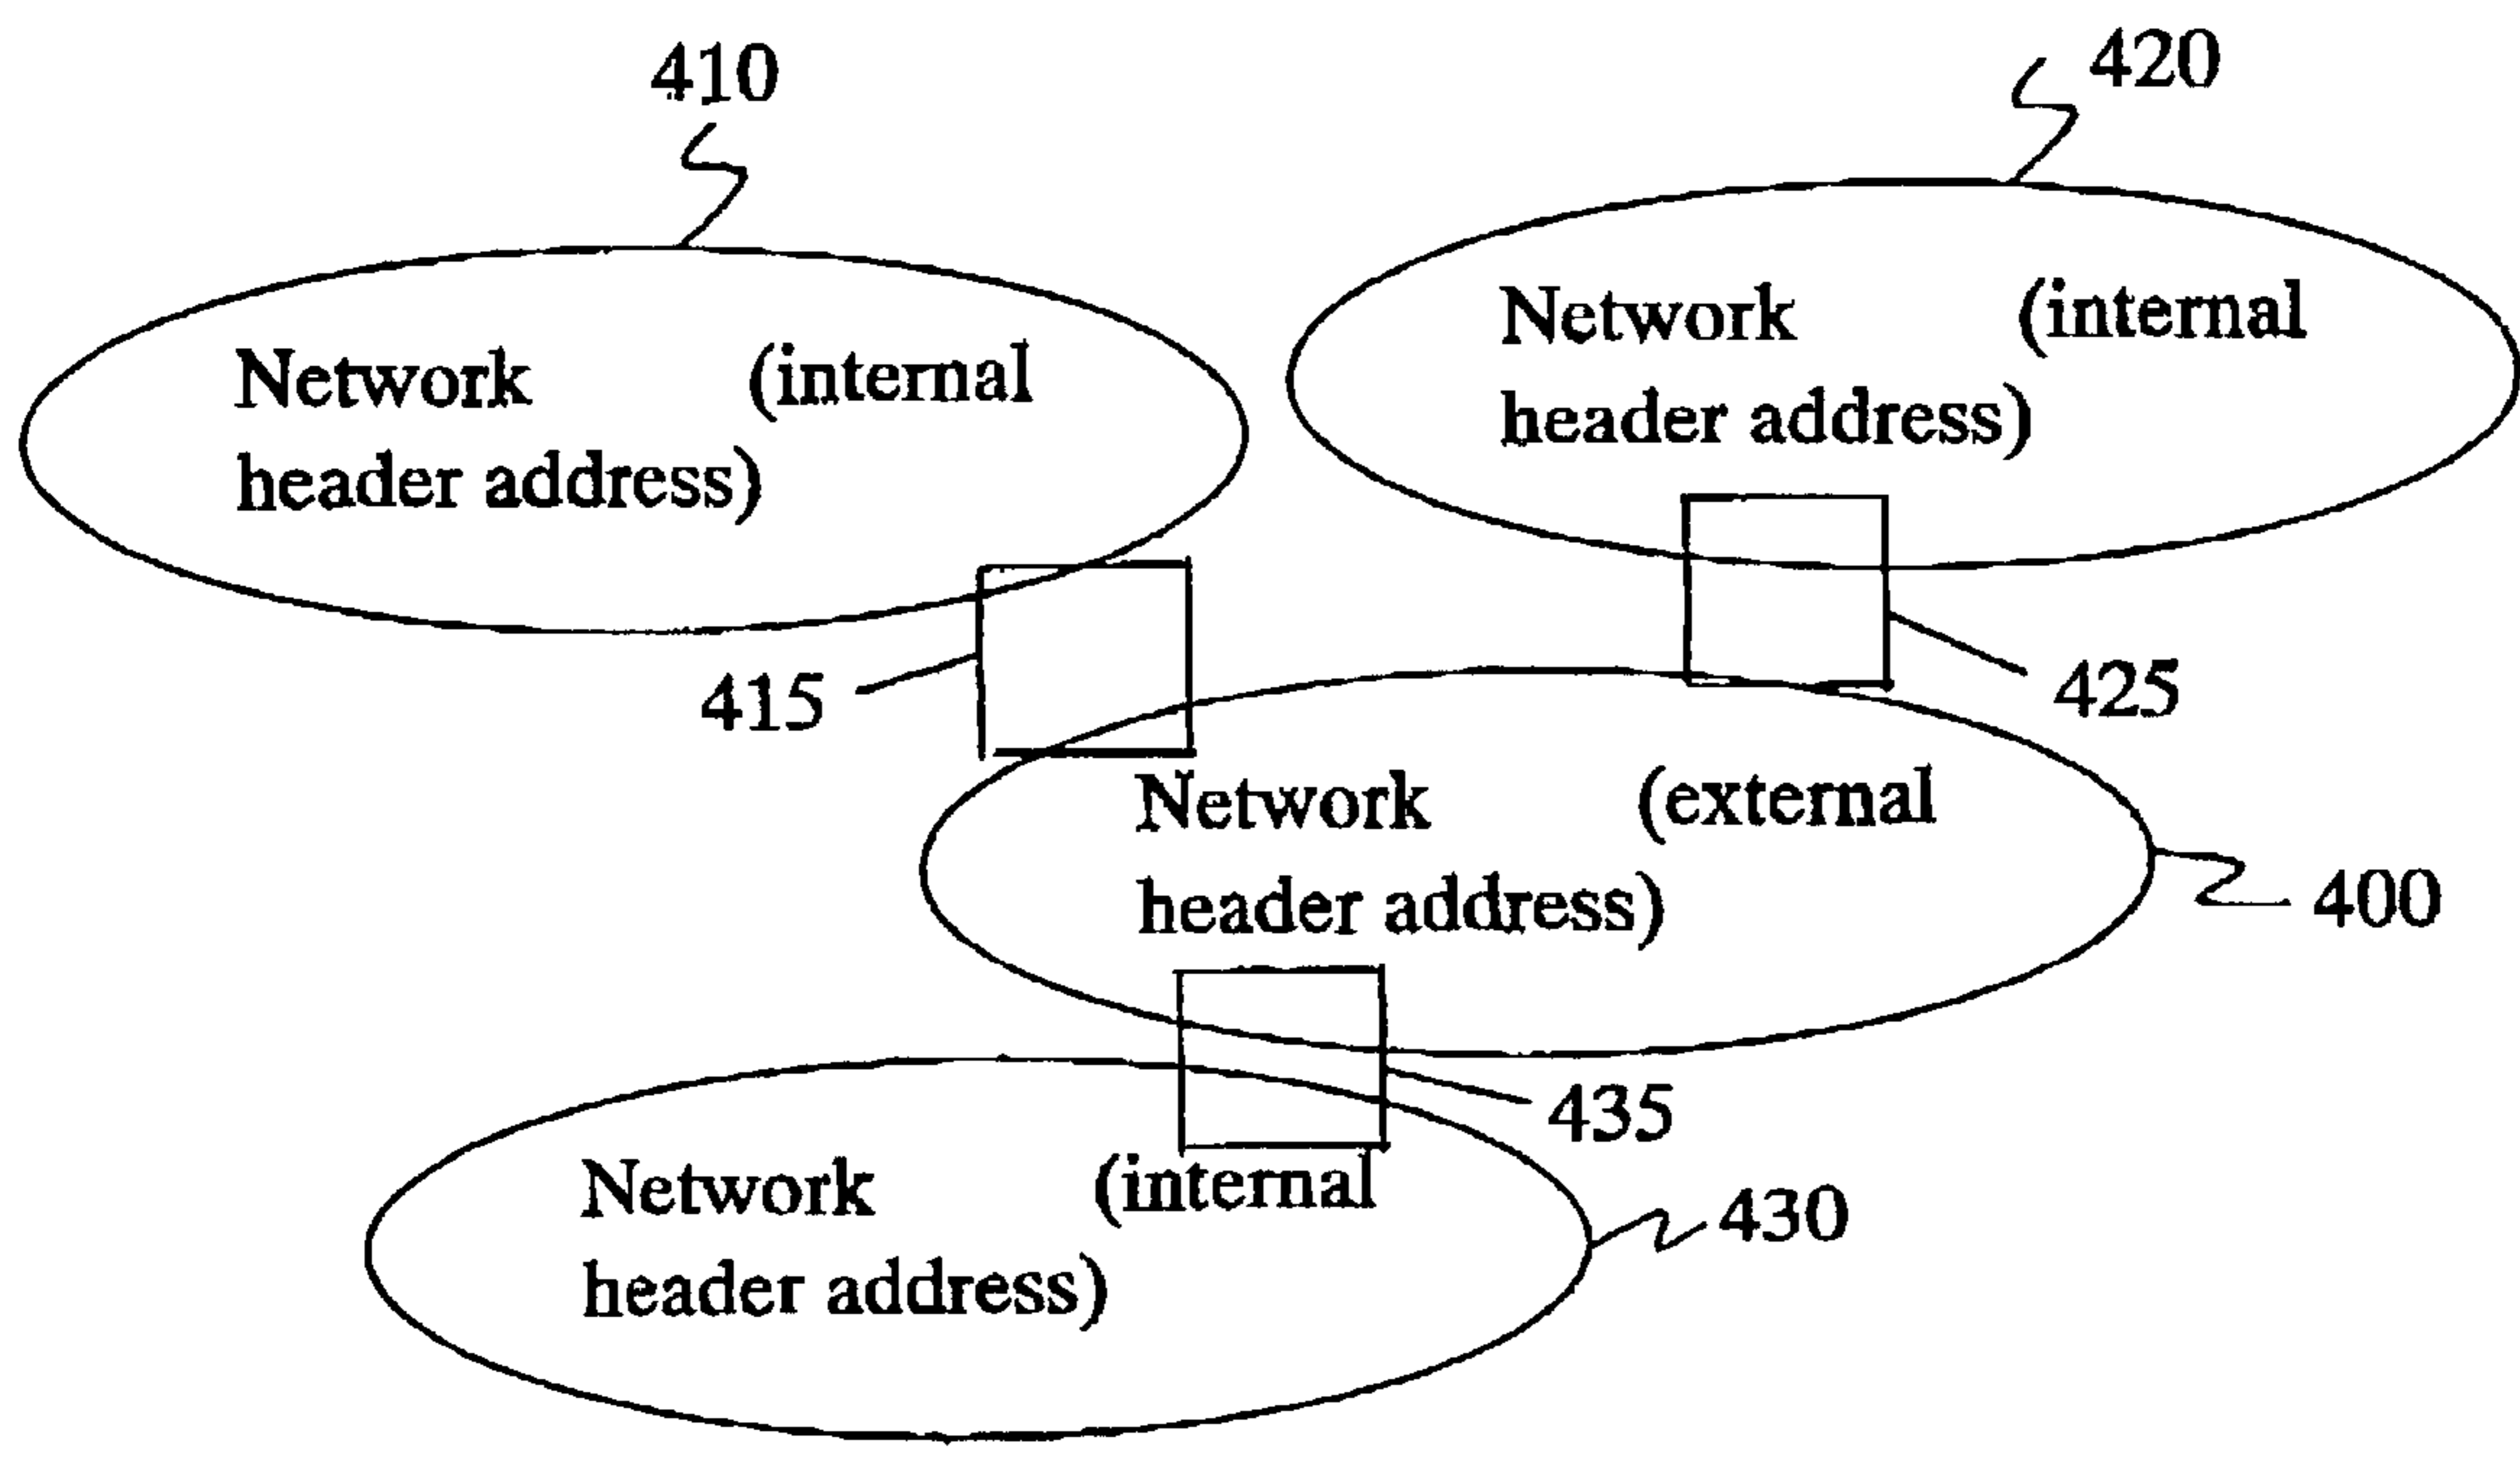 410
420
Network (internal
header address)
Network (internal
header address)
415
425
Network (external
header address)
400
435
Network (internal
header address)
430